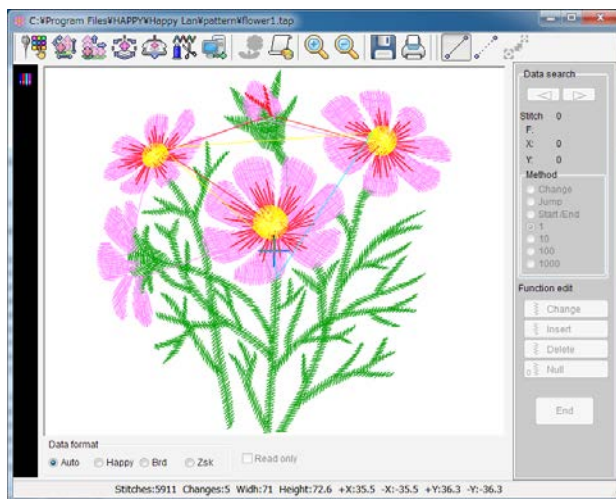 C:¥Program Files¥HAPPY¥Happy Lan¥pattern¥flower1.tap
Data search
Stitch 0
F:
X: 0
Y: 0
Method
Change
Jump
Start /End
1
10
100
1000
Function edit
Change
Insert
Delete
Null
End
Data format
Auto Happy Brd Zsk Read only
Stitches:5911 Changes:5 Widh:71 Height:72.6 +X:35.5 -X:-35.5 +Y:36.3 -Y:-36.3